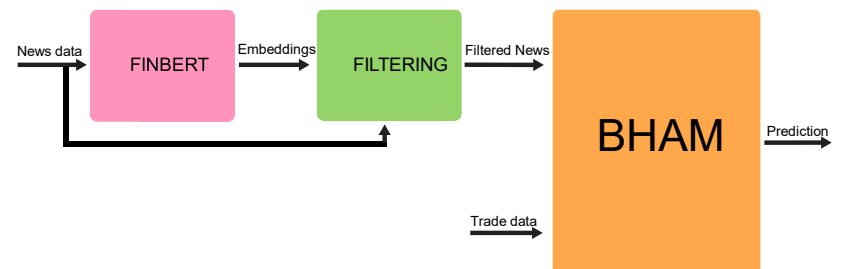 News data
FINBERT
Embeddings
FILTERING
Filtered News
BHAM
Prediction
Trade data